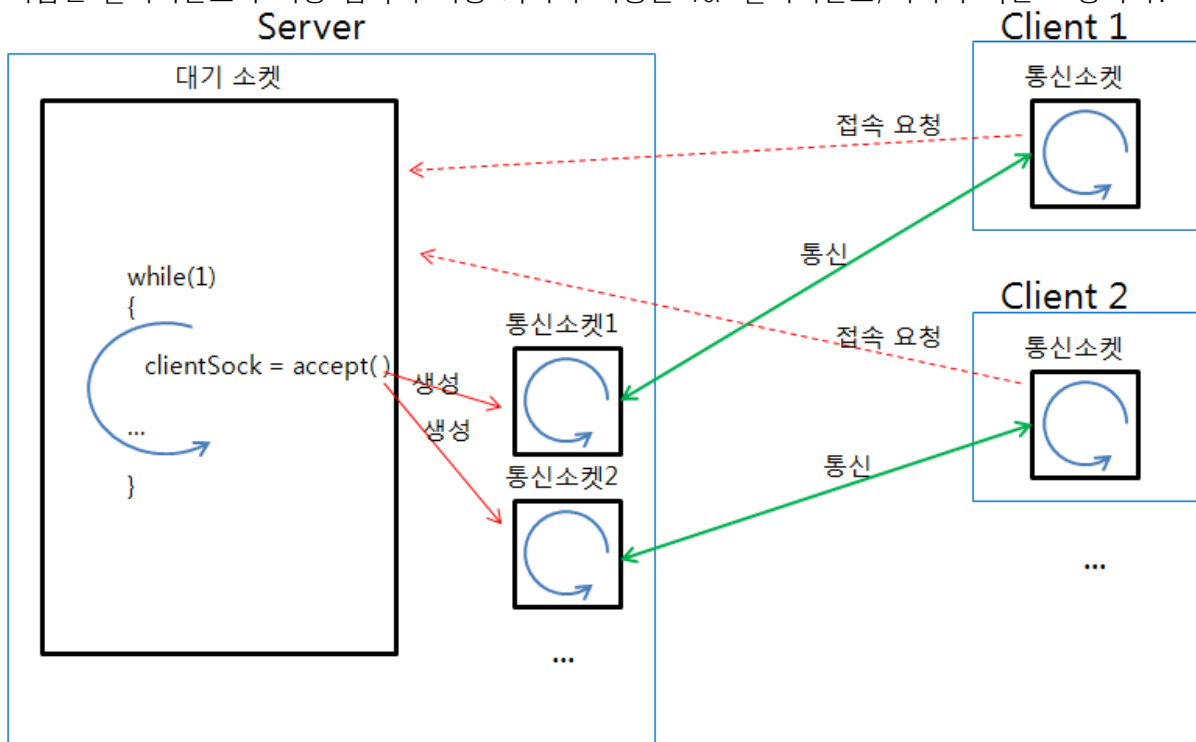 Server
Client 1
대기 소켓
통신소켓
접속 요청
while(1)
{
clientSock = accept()
...
}
통신
Client 2
통신소켓1
접속 요청
통신소켓
생성
생성
통신
통신소켓2
...
...